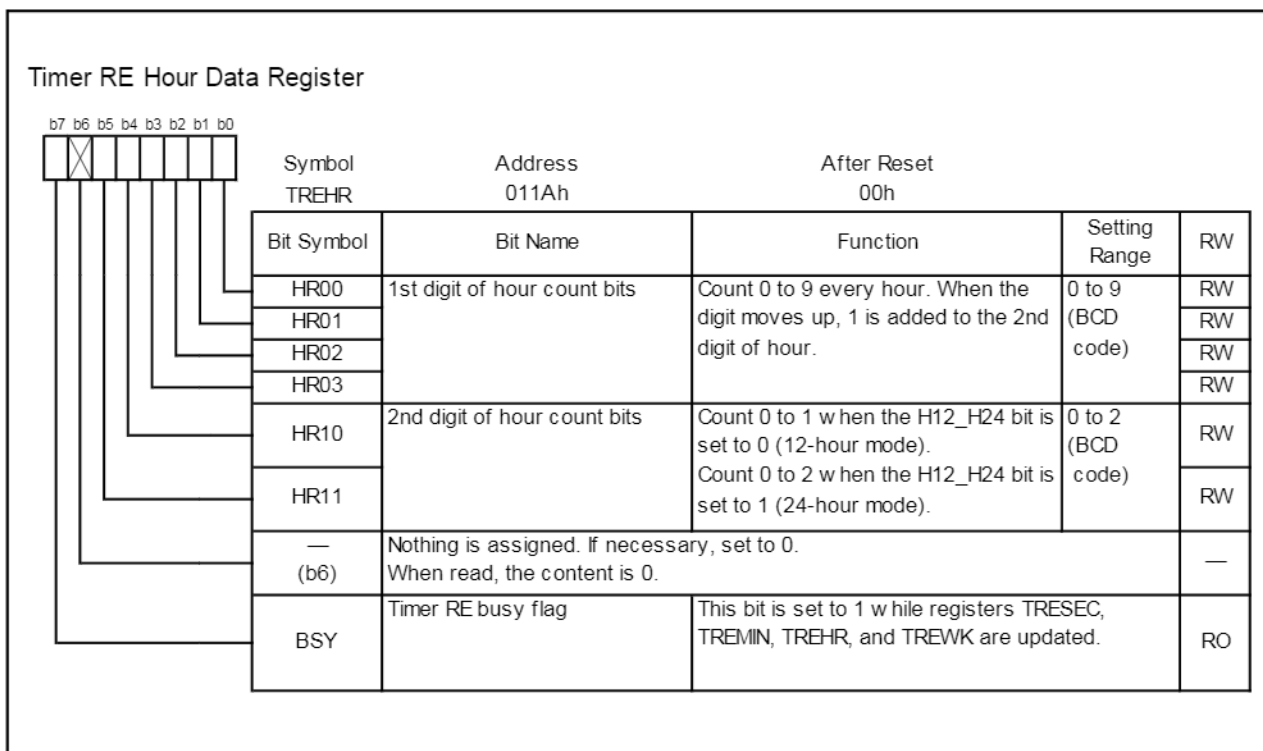 Timer RE Hour Data Register
b7 b6 b5 b4 b3 b2 b1 b0
Symbol Address After Reset
TREHR 011Ah 00h
Bit Symbol Bit Name Function Setting Range RW
HR00 1st digit of hour count bits Count 0 to 9 every hour. When the 0 to 9 RW
HR01 digit moves up, 1 is added to the 2nd (BCD RW
HR02 digit of hour. code) RW
HR03 RW
HR10 2nd digit of hour count bits Count 0 to 1 when the H12_H24 bit is 0 to 2 RW
set to 0 (12-hour mode). (BCD
HR11 Count 0 to 2 when the H12_H24 bit is code) RW
set to 1 (24-hour mode).
— Nothing is assigned. If necessary, set to 0. —
(b6) When read, the content is 0.
BSY Timer RE busy flag This bit is set to 1 while registers TRESEC, RO
TREMIN, TREHR, and TREWK are updated.